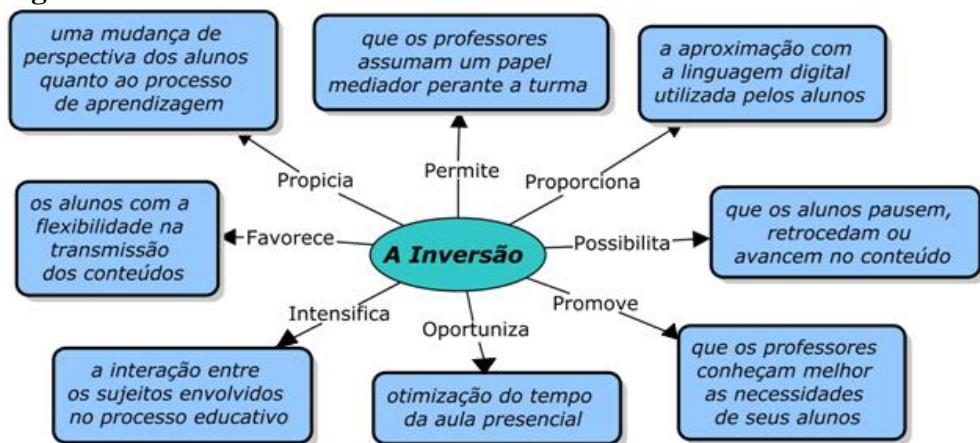 uma mudança de
perspectiva dos alunos
quanto ao processo
de aprendizagem
que os professores
assumam um papel
mediador perante a turma
a aproximação com
a linguagem digital
utilizada pelos alunos
Propicia
Permite
Proporciona
os alunos com a
flexibilidade na
transmissão
dos conteúdos
Favorece
A Inversão
Possibilita
que os alunos pausem,
retrocedam ou
avancem no conteúdo
Intensifica
Oportuniza
Promove
a interação entre
os sujeitos envolvidos
no processo educativo
otimização do tempo
da aula presencial
que os professores
conheçam melhor
as necessidades
de seus alunos